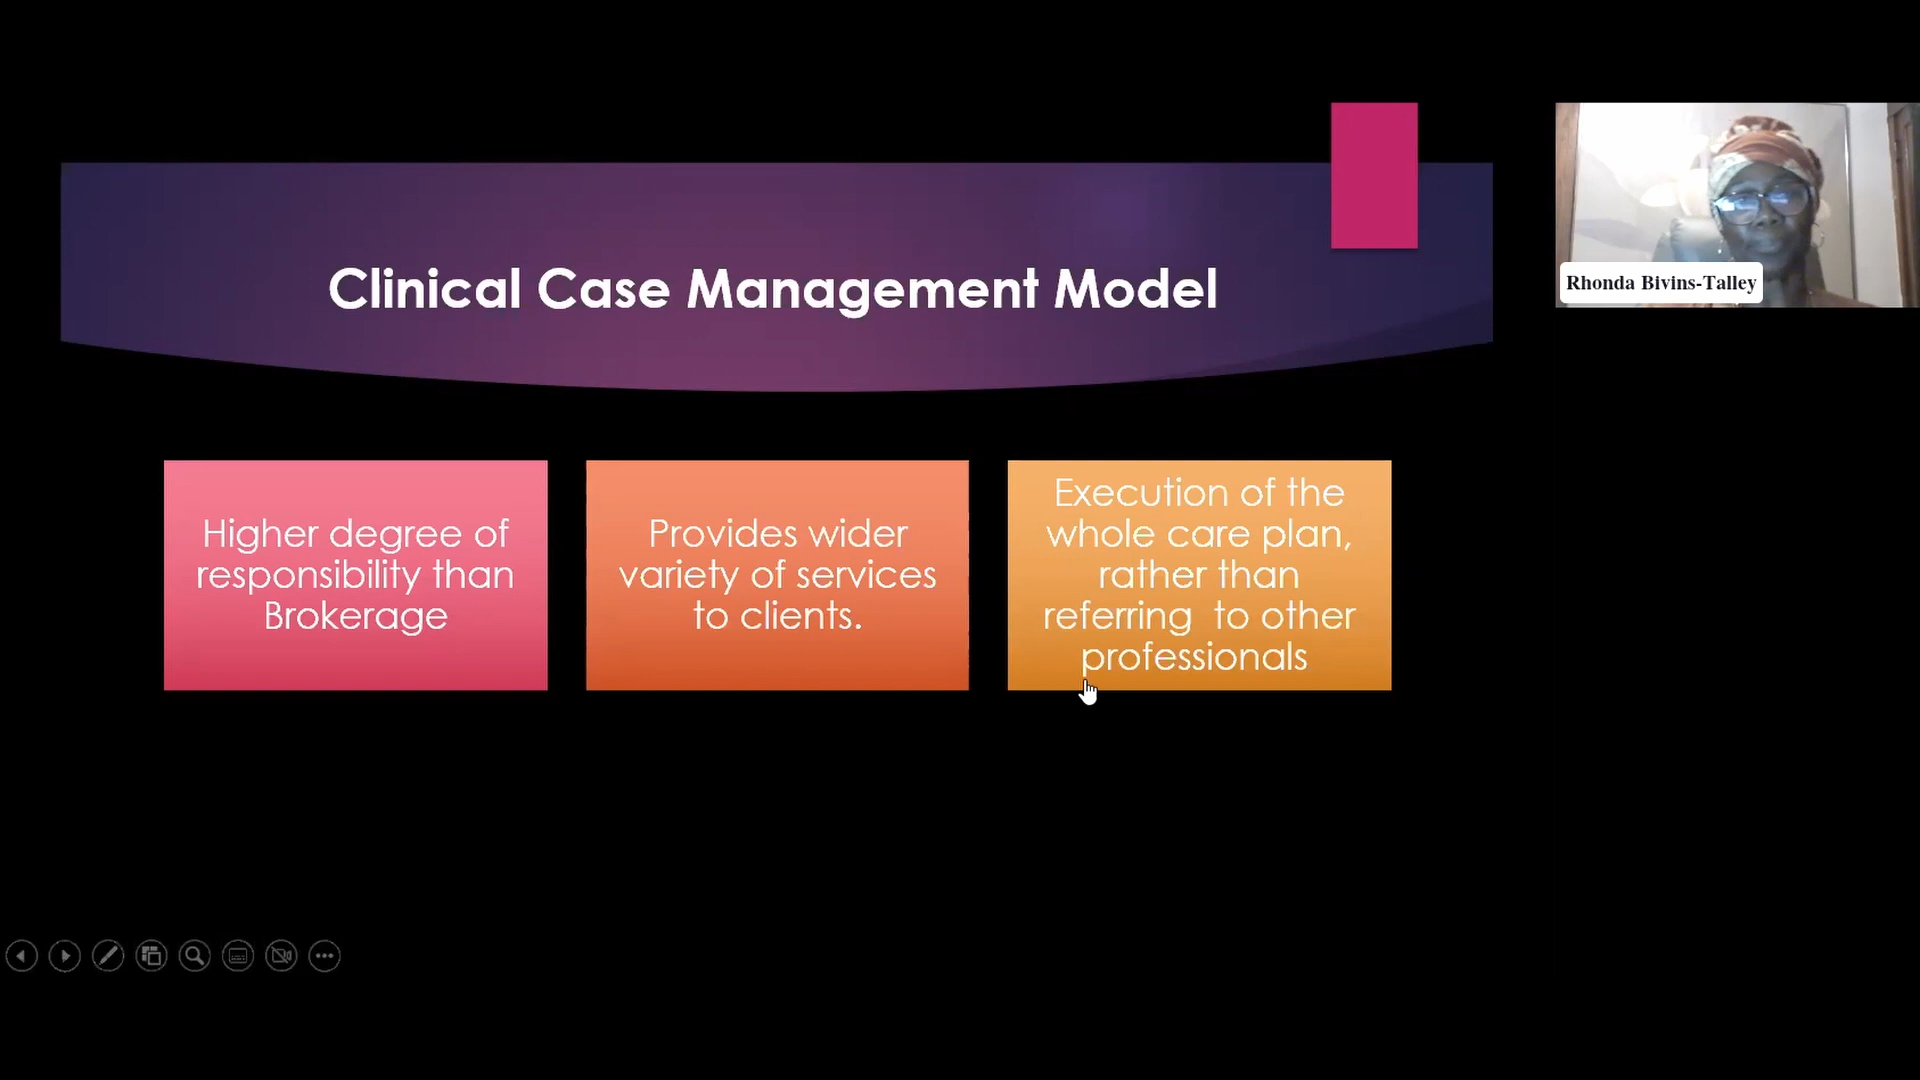 Clinical Case Management Model
Rhonda Bivins-Talley
Higher degree of
responsibility than
Brokerage
Provides wider
variety of services
to clients.
Execution of the
whole care plan,
rather than
referring  to other
professionals